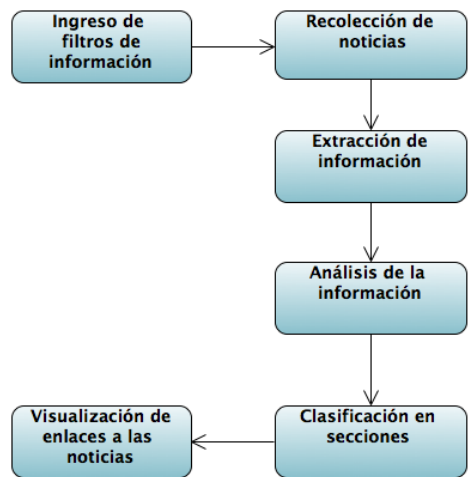 Ingreso de
filtros de
información
Recolección de
noticias
Extracción de
información
Análisis de la
información
Clasificación en
secciones
Visualización de
enlaces a las
noticias